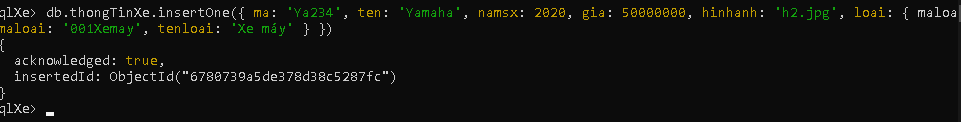 qlXe> db.thongTinXe.insertOne({ ma: 'Ya234', ten: 'Yamaha', namsx: 2020, gia: 50000000, hinhanh: 'h2.jpg', loai: { malo
maloai: '001Xemay', tenloai: 'Xe máy' } })
{
  acknowledged: true,
  insertedId: ObjectId("6780739a5de378d38c5287fc")
}
qlXe>